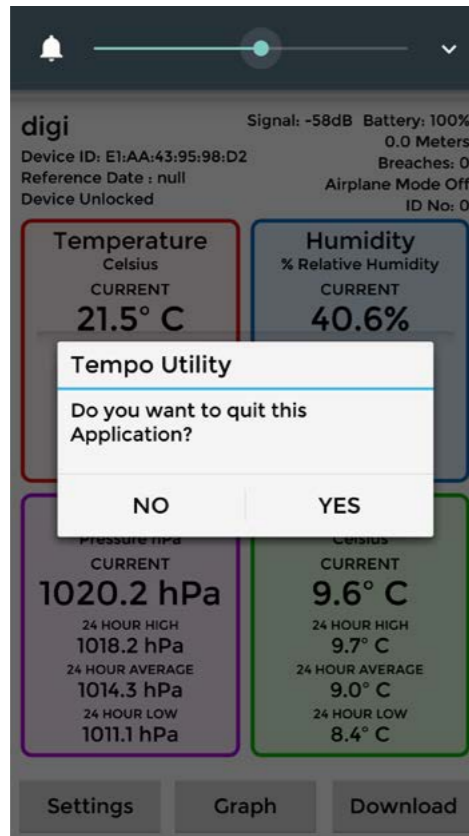 digi
Signal: -58dB Battery: 100%
0.0 Meters
Device ID: E1:AA:43:95:98:D2
Breaches: 0
Reference Date : null
Airplane Mode Off
Device Unlocked
ID No: 0
Temperature
Celsius
CURRENT
21.5° C
Humidity
% Relative Humidity
CURRENT
40.6%
Tempo Utility
Do you want to quit this
Application?
NO
YES
Pressure hPa
CURRENT
1020.2 hPa
24 HOUR HIGH
1018.2 hPa
24 HOUR AVERAGE
1014.3 hPa
24 HOUR LOW
1011.1 hPa
Celsius
CURRENT
9.6° C
24 HOUR HIGH
9.7° C
24 HOUR AVERAGE
9.0° C
24 HOUR LOW
8.4° C
Settings
Graph
Download